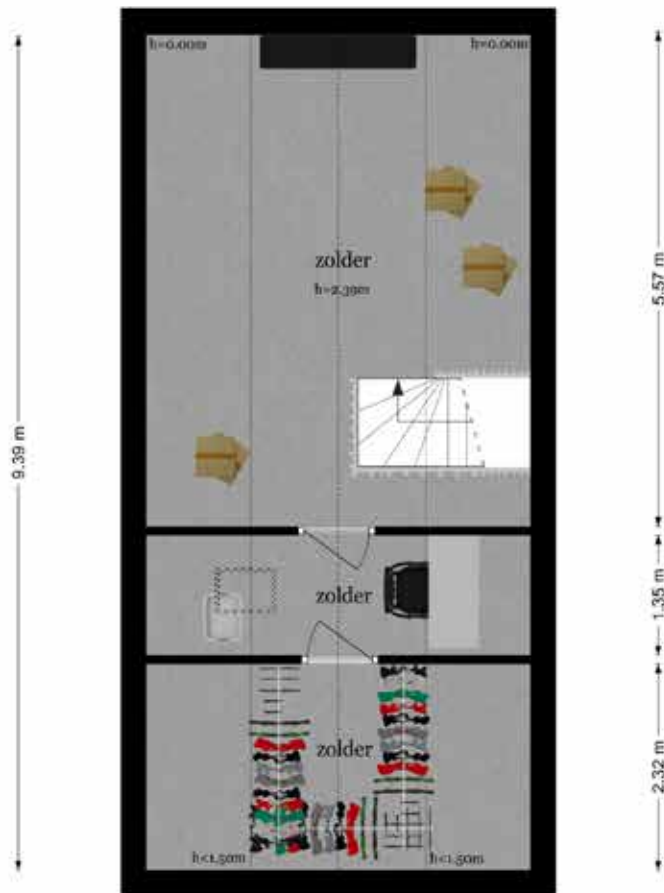 h=0.00m
h=0.00m
zolder
h=2.39m
zolder
zolder
h<1.50m
h<1.50m
9.39 m
5.57 m
1.35 m
2.32 m